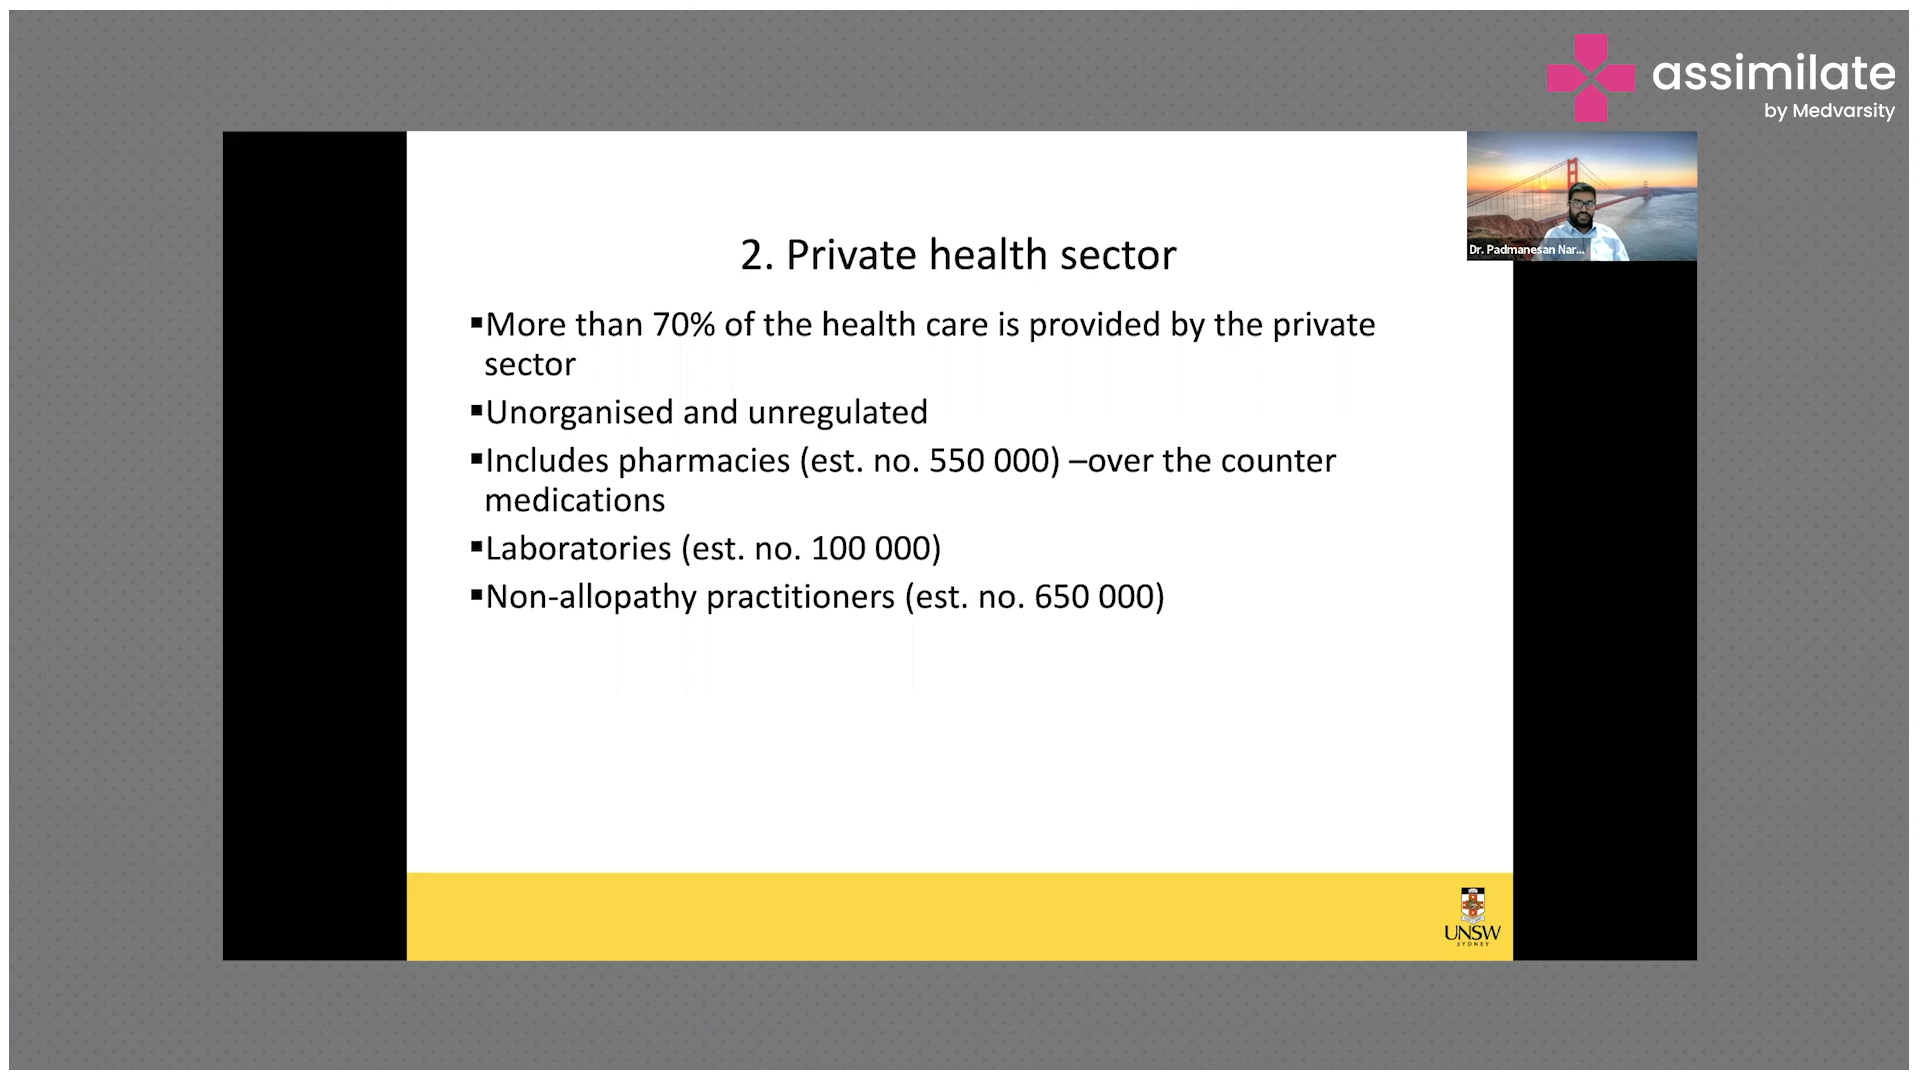 assimilate
by Medvarsity
Dr. Padmanesan Nar...
2. Private health sector
▪More than 70% of the health care is provided by the private
sector
▪Unorganised and unregulated
▪Includes pharmacies (est. no. 550 000) –over the counter
medications
▪Laboratories (est. no. 100 000)
▪Non-allopathy practitioners (est. no. 650 000)
UNSW
SYDNEY